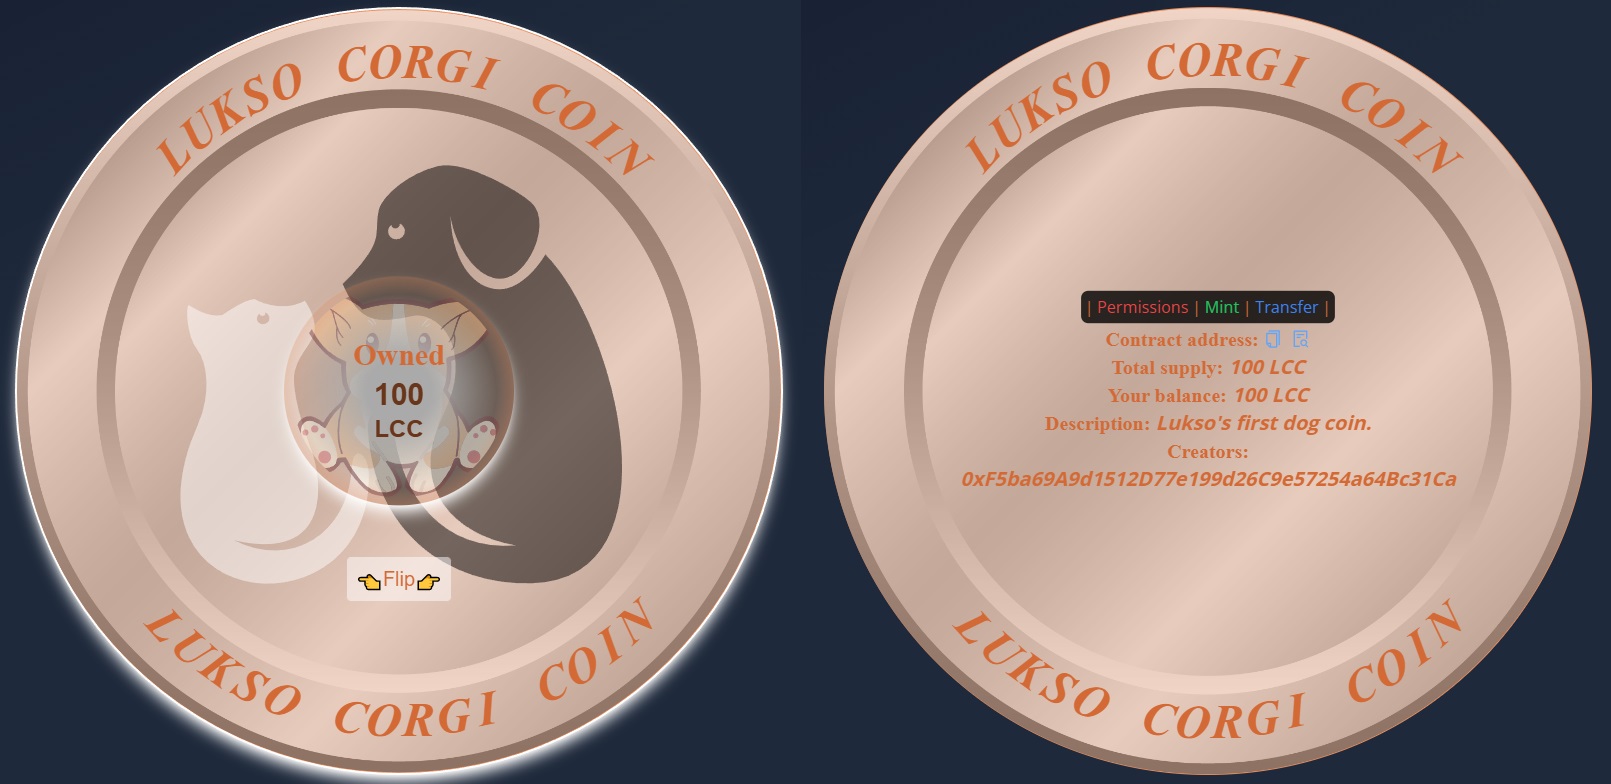 LUKSO CORGI COIN
Owned
100
LCC
👈Flip👉
LUKSO CORGI COIN
LUKSO CORGI COIN
| Permissions | Mint | Transfer |
Contract address:
Total supply: 100 LCC
Your balance: 100 LCC
Description: Lukso's first dog coin.
Creators:
0xF5ba69A9d1512D77e199d26C9e57254a64Bc31Ca
LUKSO CORGI COIN